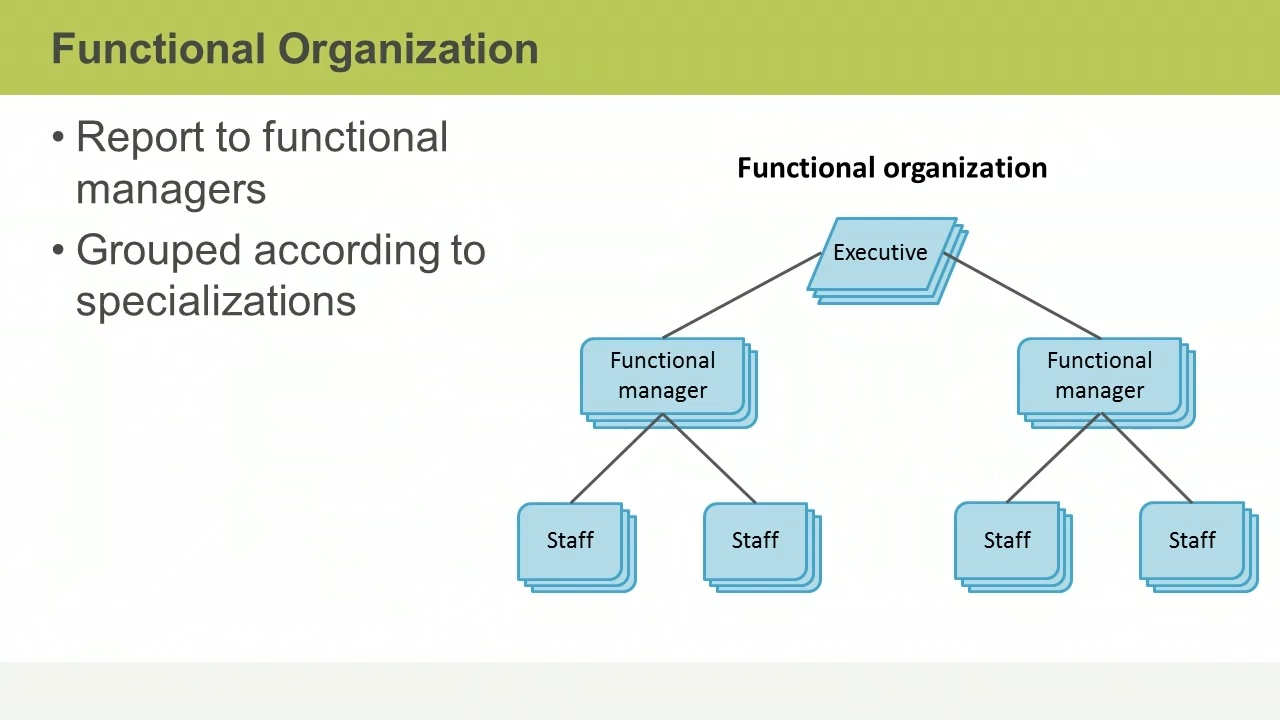 Functional Organization
• Report to functional
managers
• Grouped according to
specializations
Functional organization
Executive
Functional
manager
Functional
manager
Staff
Staff
Staff
Staff